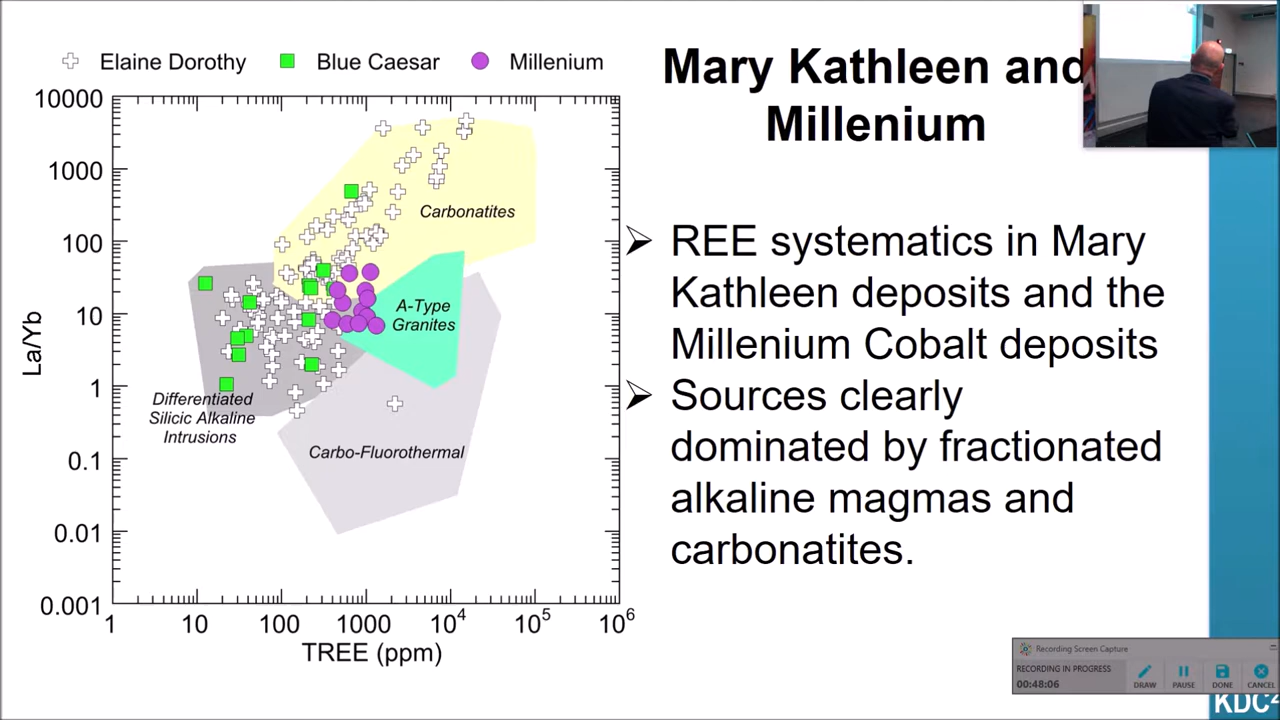 Elaine Dorothy
Blue Caesar
Millenium
10000
1000
100
10
1
0.1
0.01
0.001
La/Yb
Carbonatites
A-Type
Granites
Differentiated
Silicic Alkaline
Intrusions
Carbo-Fluorothermal
1
10
100
1000
10⁴
10⁵
10⁶
TREE (ppm)
Mary Kathleen and
Millenium
➢ REE systematics in Mary
Kathleen deposits and the
Millenium Cobalt deposits
➢ Sources clearly
dominated by fractionated
alkaline magmas and
carbonatites.
Recording Screen Capture
RECORDING IN PROGRESS
00:48:06
DRAW
PAUSE
DONE
CANCEL
KDC²